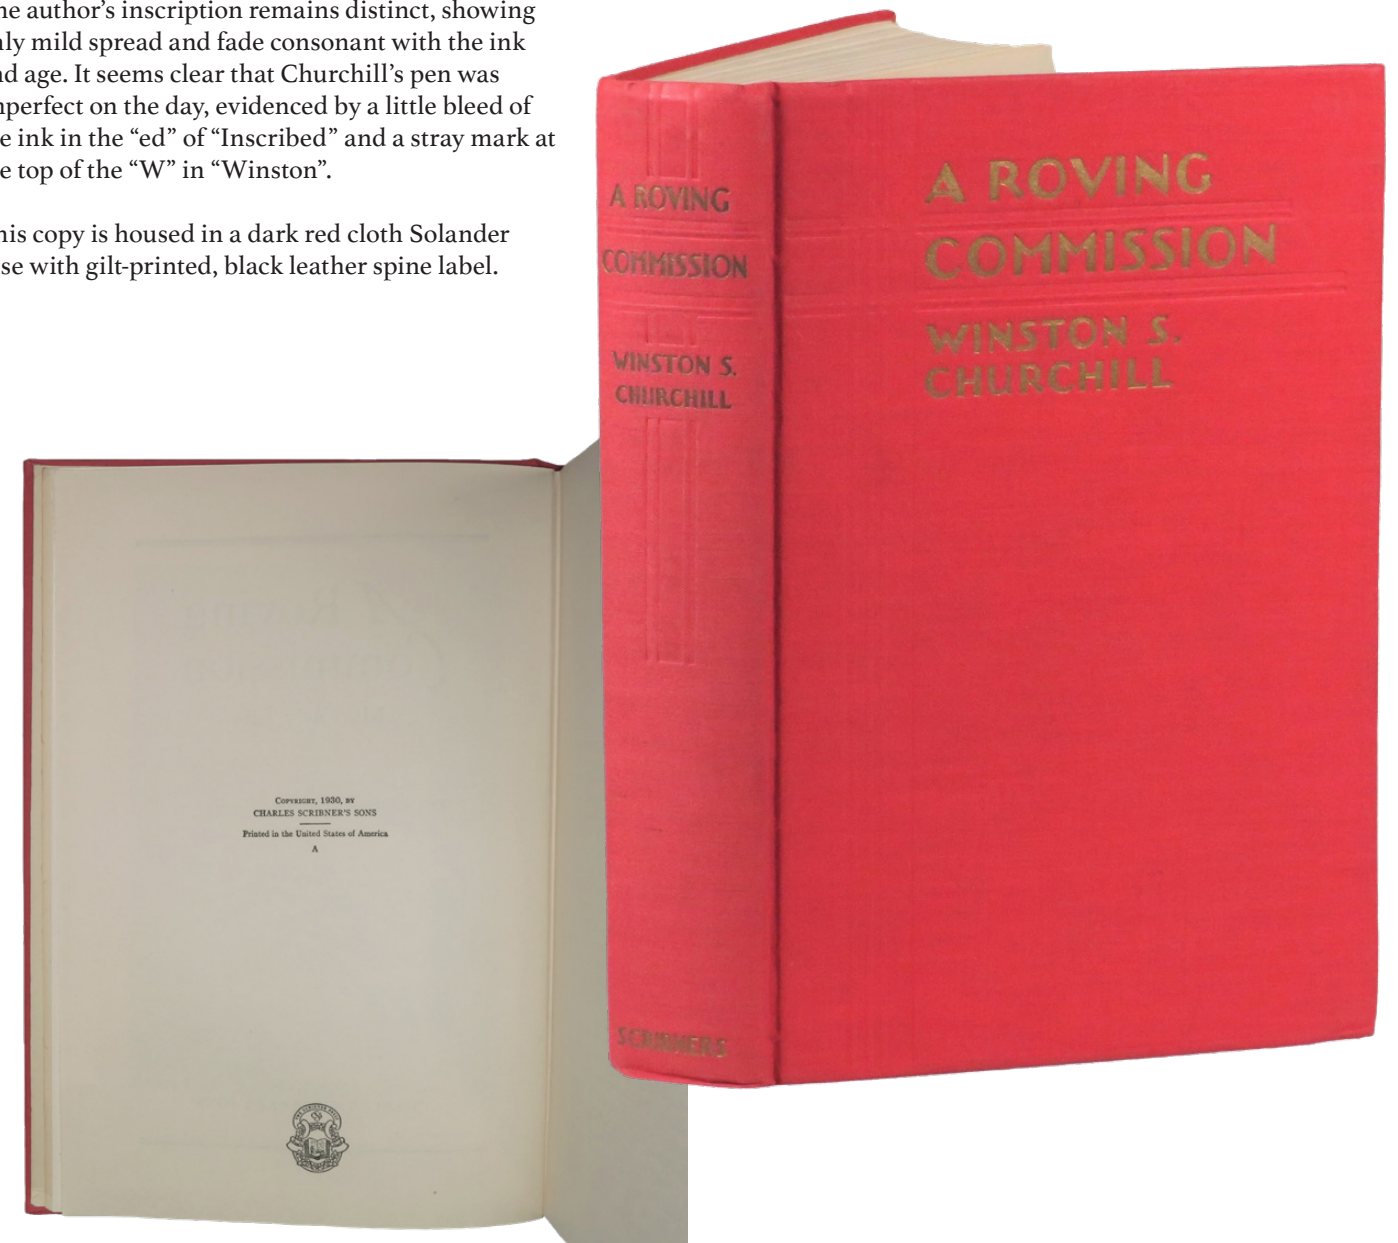 he author’s inscription remains distinct, showing
nly mild spread and fade consonant with the ink
nd age. It seems clear that Churchill’s pen was
mperfect on the day, evidenced by a little bleed of
e ink in the “ed” of “Inscribed” and a stray mark at
e top of the “W” in “Winston”.
his copy is housed in a dark red cloth Solander
se with gilt-printed, black leather spine label.
A ROVING
COMMISSION
WINSTON S.
CHURCHILL
SCRIBNERS
A ROVING
COMMISSION
WINSTON S.
CHURCHILL
Copyright, 1930, by
CHARLES SCRIBNER'S SONS
Printed in the United States of America
A